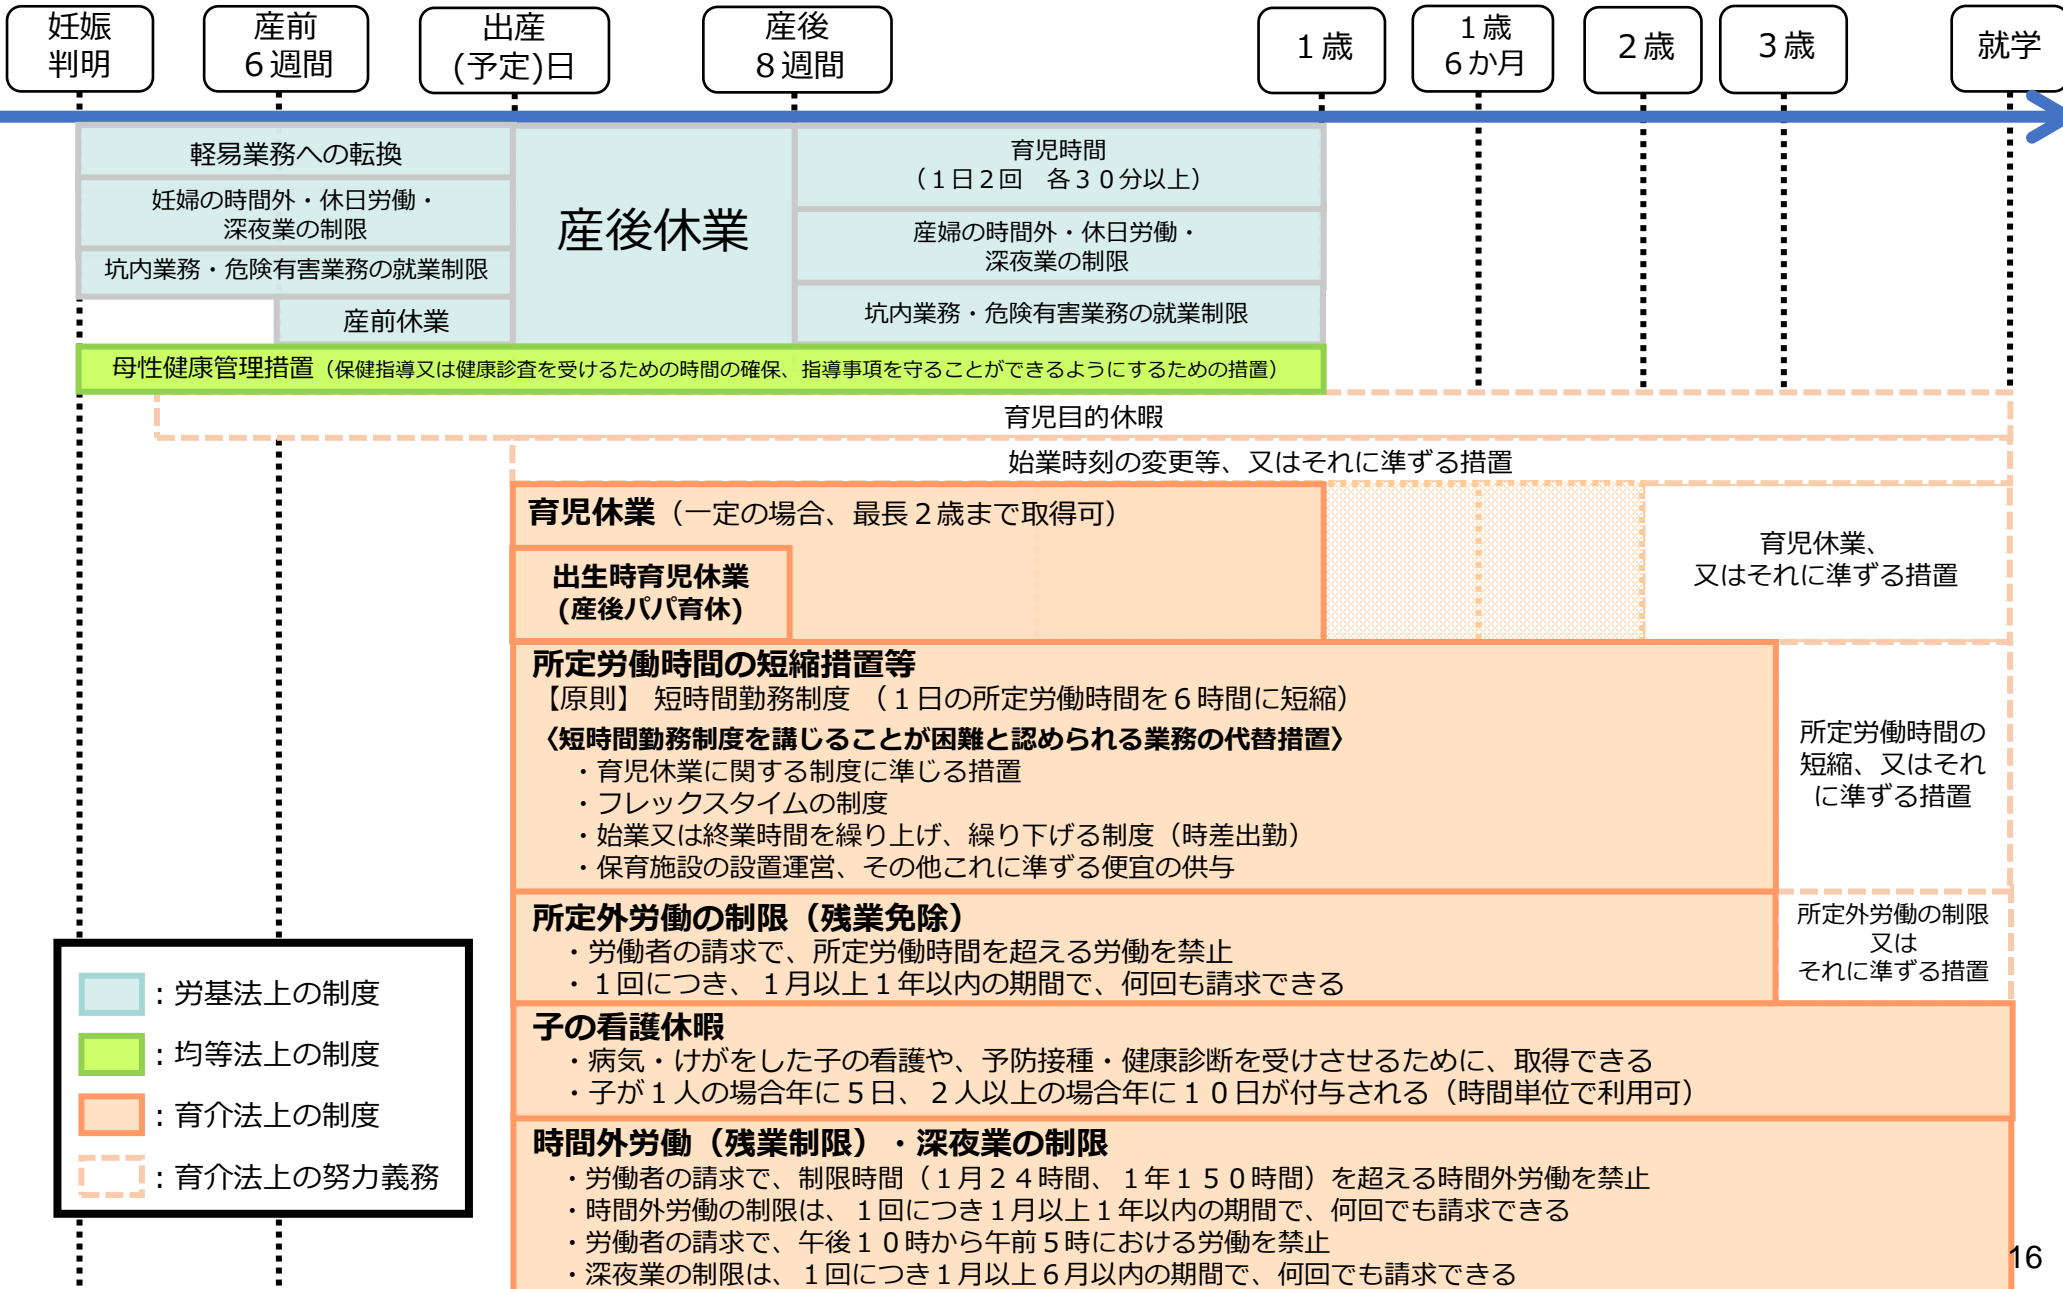 妊娠
判明
産前
６週間
出産
(予定)日
産後
８週間
１歳
１歳
６か月
２歳
３歳
就学
軽易業務への転換
妊婦の時間外・休日労働・
深夜業の制限
坑内業務・危険有害業務の就業制限
産前休業
産後休業
育児時間
（１日２回　各３０分以上）
産婦の時間外・休日労働・
深夜業の制限
坑内業務・危険有害業務の就業制限
母性健康管理措置（保健指導又は健康診査を受けるための時間の確保、指導事項を守ることができるようにするための措置）
育児目的休暇
始業時刻の変更等、又はそれに準ずる措置
育児休業（一定の場合、最長２歳まで取得可）
出生時育児休業
(産後パパ育休)
育児休業、
又はそれに準ずる措置
所定労働時間の短縮措置等
【原則】 短時間勤務制度 （１日の所定労働時間を６時間に短縮）
〈短時間勤務制度を講じることが困難と認められる業務の代替措置〉
・育児休業に関する制度に準じる措置
・フレックスタイムの制度
・始業又は終業時間を繰り上げ、繰り下げる制度（時差出勤）
・保育施設の設置運営、その他これに準ずる便宜の供与
所定労働時間の
短縮、又はそれ
に準ずる措置
所定外労働の制限（残業免除）
・労働者の請求で、所定労働時間を超える労働を禁止
・１回につき、１月以上１年以内の期間で、何回も請求できる
所定外労働の制限
又は
それに準ずる措置
子の看護休暇
・病気・けがをした子の看護や、予防接種・健康診断を受けさせるために、取得できる
・子が１人の場合年に５日、２人以上の場合年に１０日が付与される（時間単位で利用可）
時間外労働（残業制限）・深夜業の制限
・労働者の請求で、制限時間（１月２４時間、１年１５０時間）を超える時間外労働を禁止
・時間外労働の制限は、１回につき１月以上１年以内の期間で、何回でも請求できる
・労働者の請求で、午後１０時から午前５時における労働を禁止
・深夜業の制限は、１回につき１月以上６月以内の期間で、何回でも請求できる
：労基法上の制度
：均等法上の制度
：育介法上の制度
：育介法上の努力義務
16